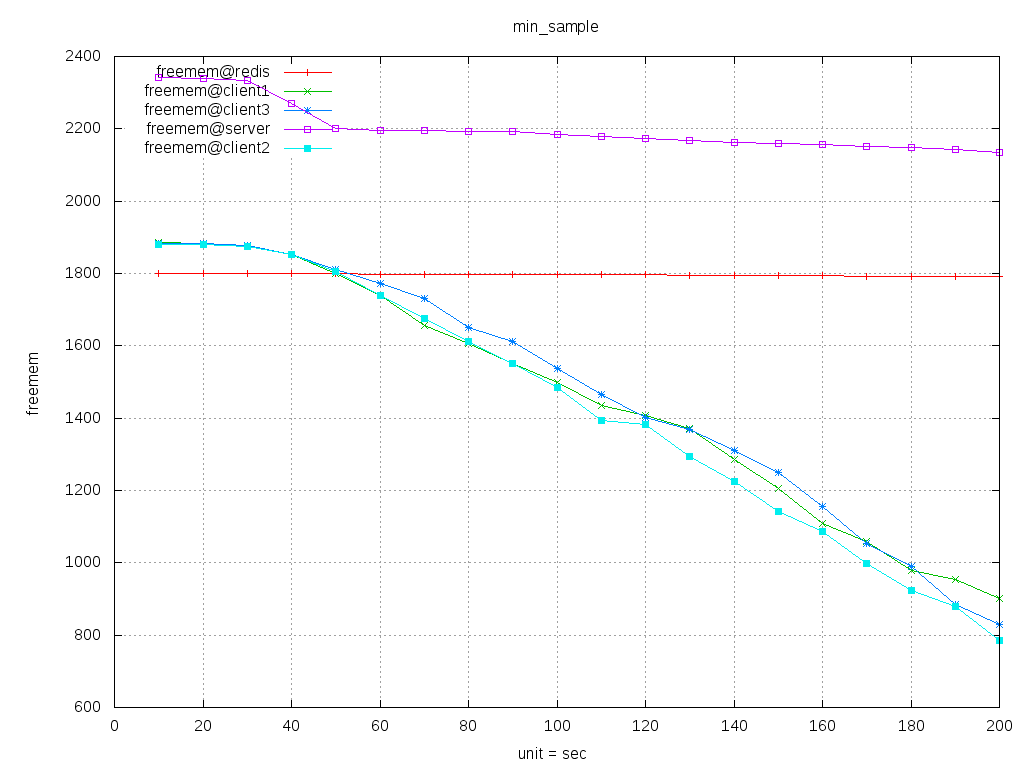 min_sample
2400
2200
2000
1800
1600
1400
1200
1000
800
600
freemem
freemem@redis
freemem@client1
freemem@client3
freemem@server
freemem@client2
0 20 40 60 80 100 120 140 160 180 200
unit = sec